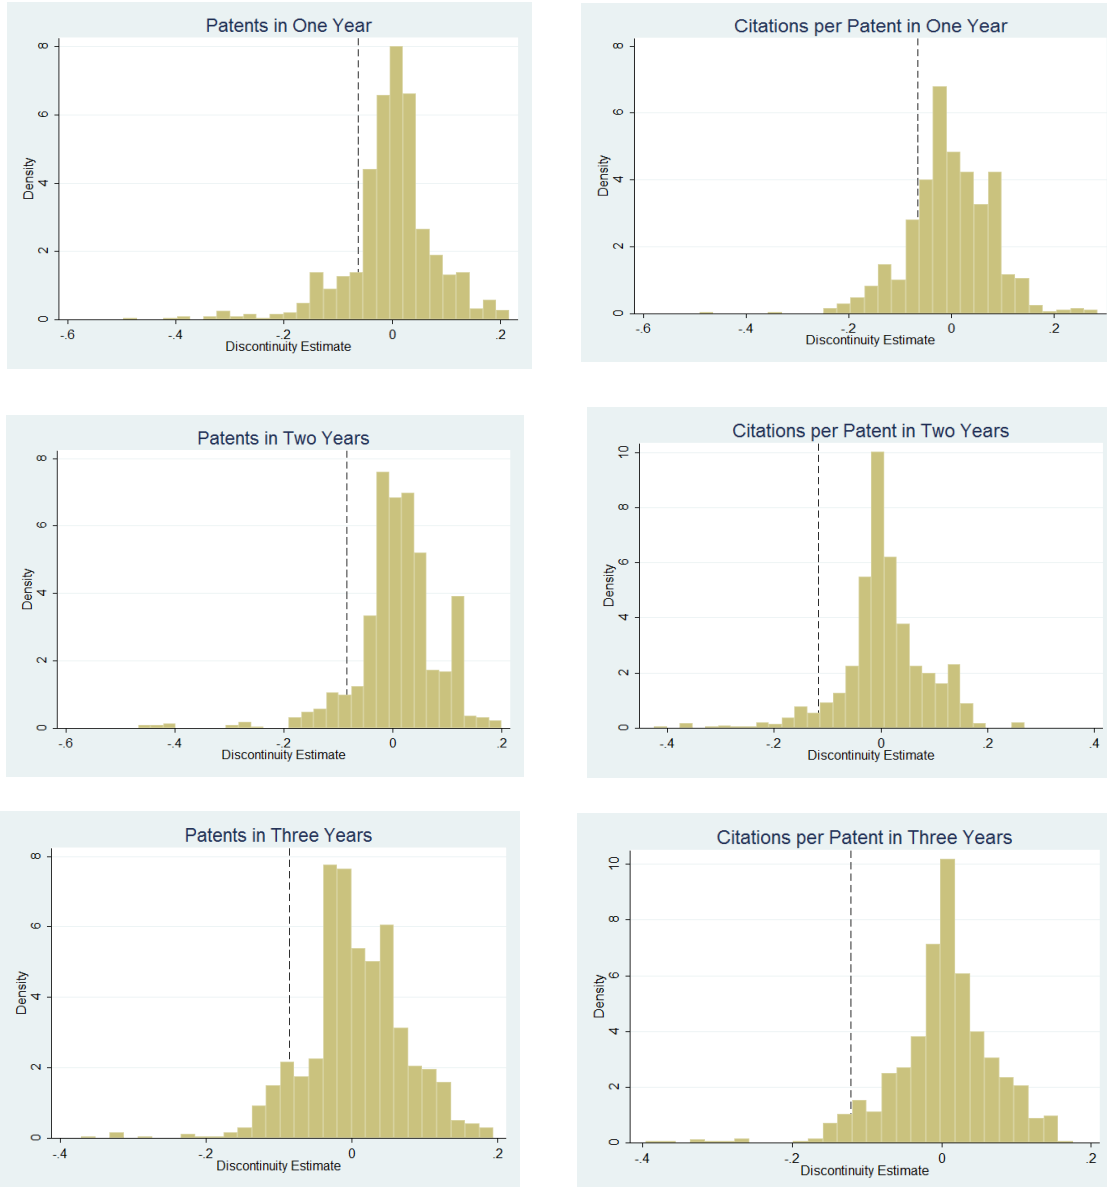 Patents in One Year
Density
8
6
4
2
0
-.6 -.4 -.2 0 .2
Discontinuity Estimate
Citations per Patent in One Year
Density
8
6
4
2
0
-.6 -.4 -.2 0 .2
Discontinuity Estimate
Patents in Two Years
Density
8
6
4
2
0
-.6 -.4 -.2 0 .2
Discontinuity Estimate
Citations per Patent in Two Years
Density
10
8
6
4
2
0
-.4 -.2 0 .2 .4
Discontinuity Estimate
Patents in Three Years
Density
8
6
4
2
0
-.4 -.2 0 .2
Discontinuity Estimate
Citations per Patent in Three Years
Density
10
8
6
4
2
0
-.4 -.2 0 .2
Discontinuity Estimate